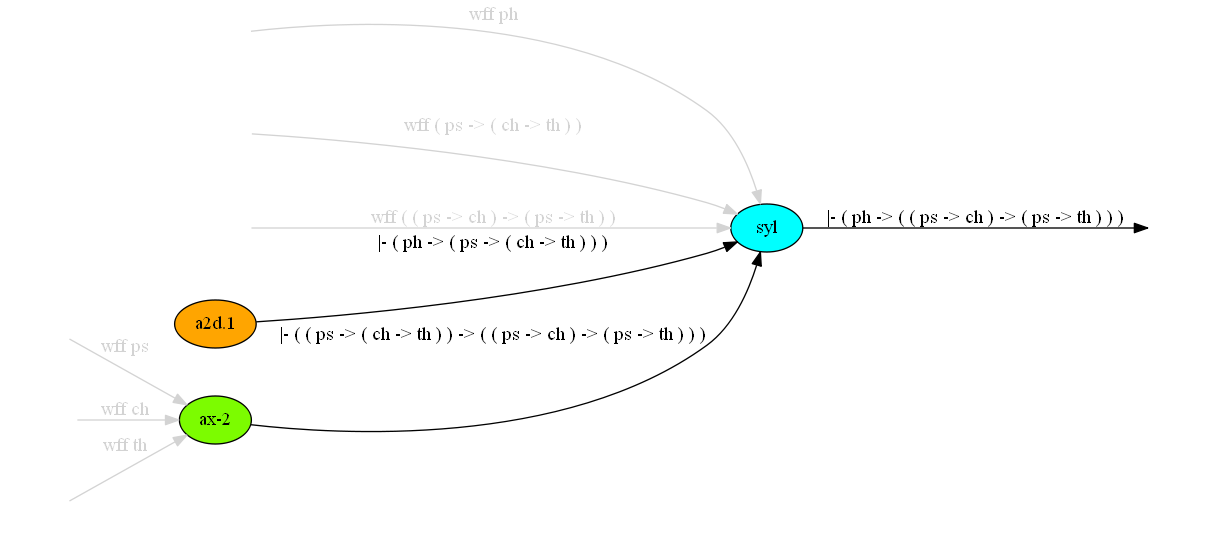 wff ph
wff ( ps -> ( ch -> th ) )
wff ( ( ps -> ch ) -> ( ps -> th ) )
syl
|- ( ph -> ( ( ps -> ch ) -> ( ps -> th ) ) )
|- ( ph -> ( ps -> ( ch -> th ) ) )
a2d.1
|- ( ( ps -> ( ch -> th ) ) -> ( ( ps -> ch ) -> ( ps -> th ) ) )
wff ps
wff ch
ax-2
wff th